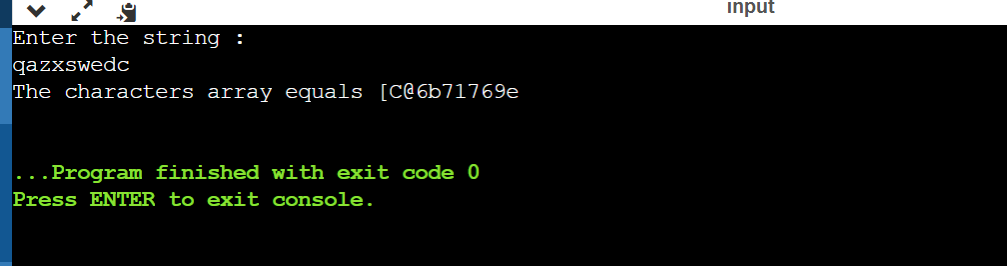 input
Enter the string :
qazxswedc
The characters array equals [C@6b71769e
...Program finished with exit code 0
Press ENTER to exit console.